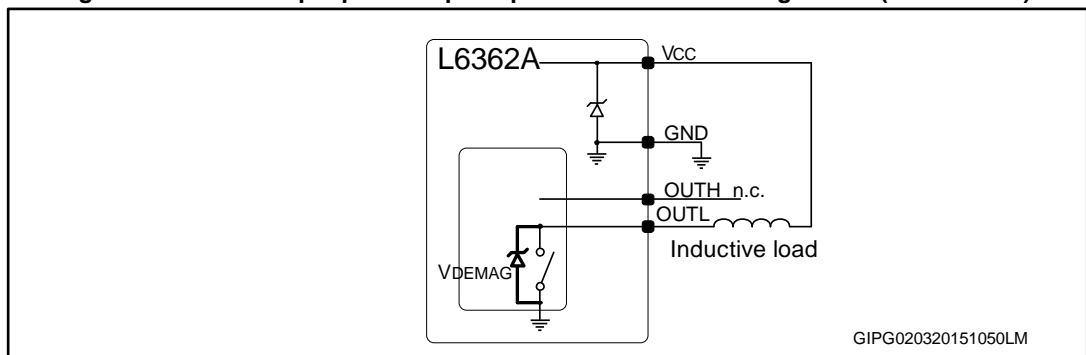 L6362A
VCC
GND
OUTH n.c.
OUTL
Inductive load
VDEMAG
GIPG020320151050LM